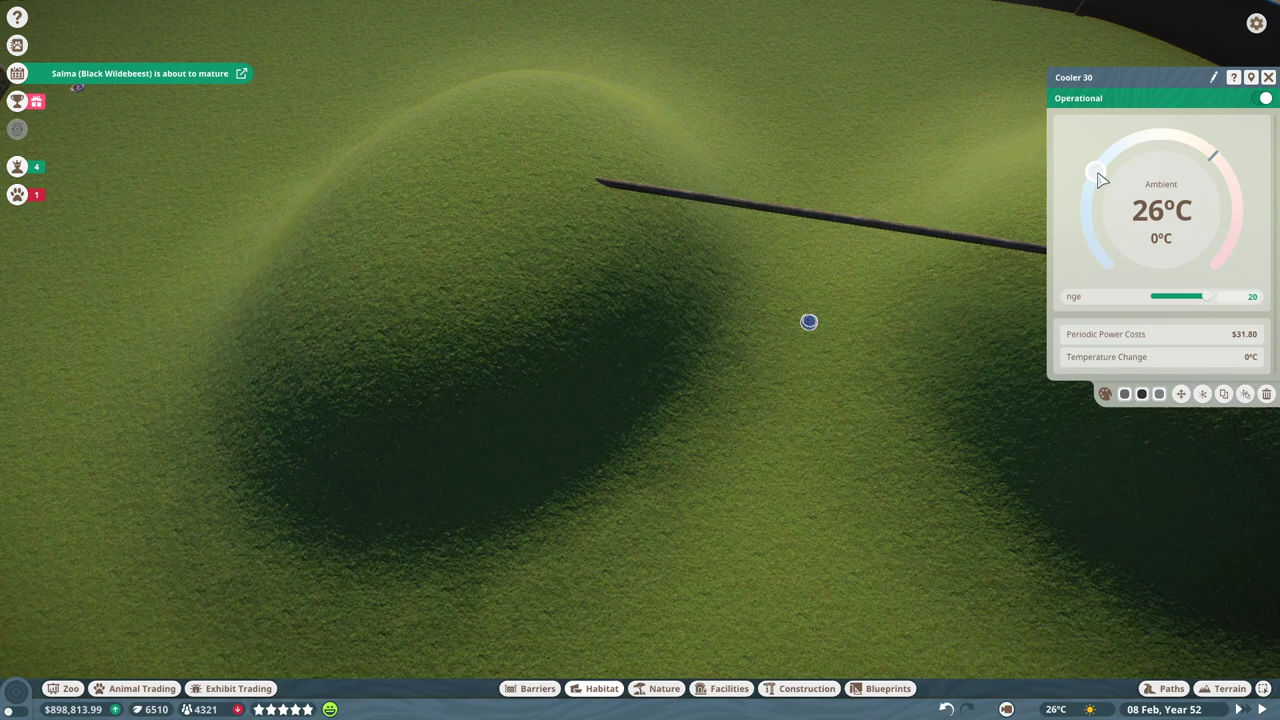 ?
Salma (Black Wildebeest) is about to mature
4
1
Cooler 30
?
Operational
Ambient
26°C
0°C
nge
20
Periodic Power Costs
$31.80
Temperature Change
0°C
Zoo
Animal Trading
Exhibit Trading
Barriers
Habitat
Nature
Facilities
Construction
Blueprints
Paths
Terrain
$898,813.99
6510
4321
26°C
08 Feb, Year 52